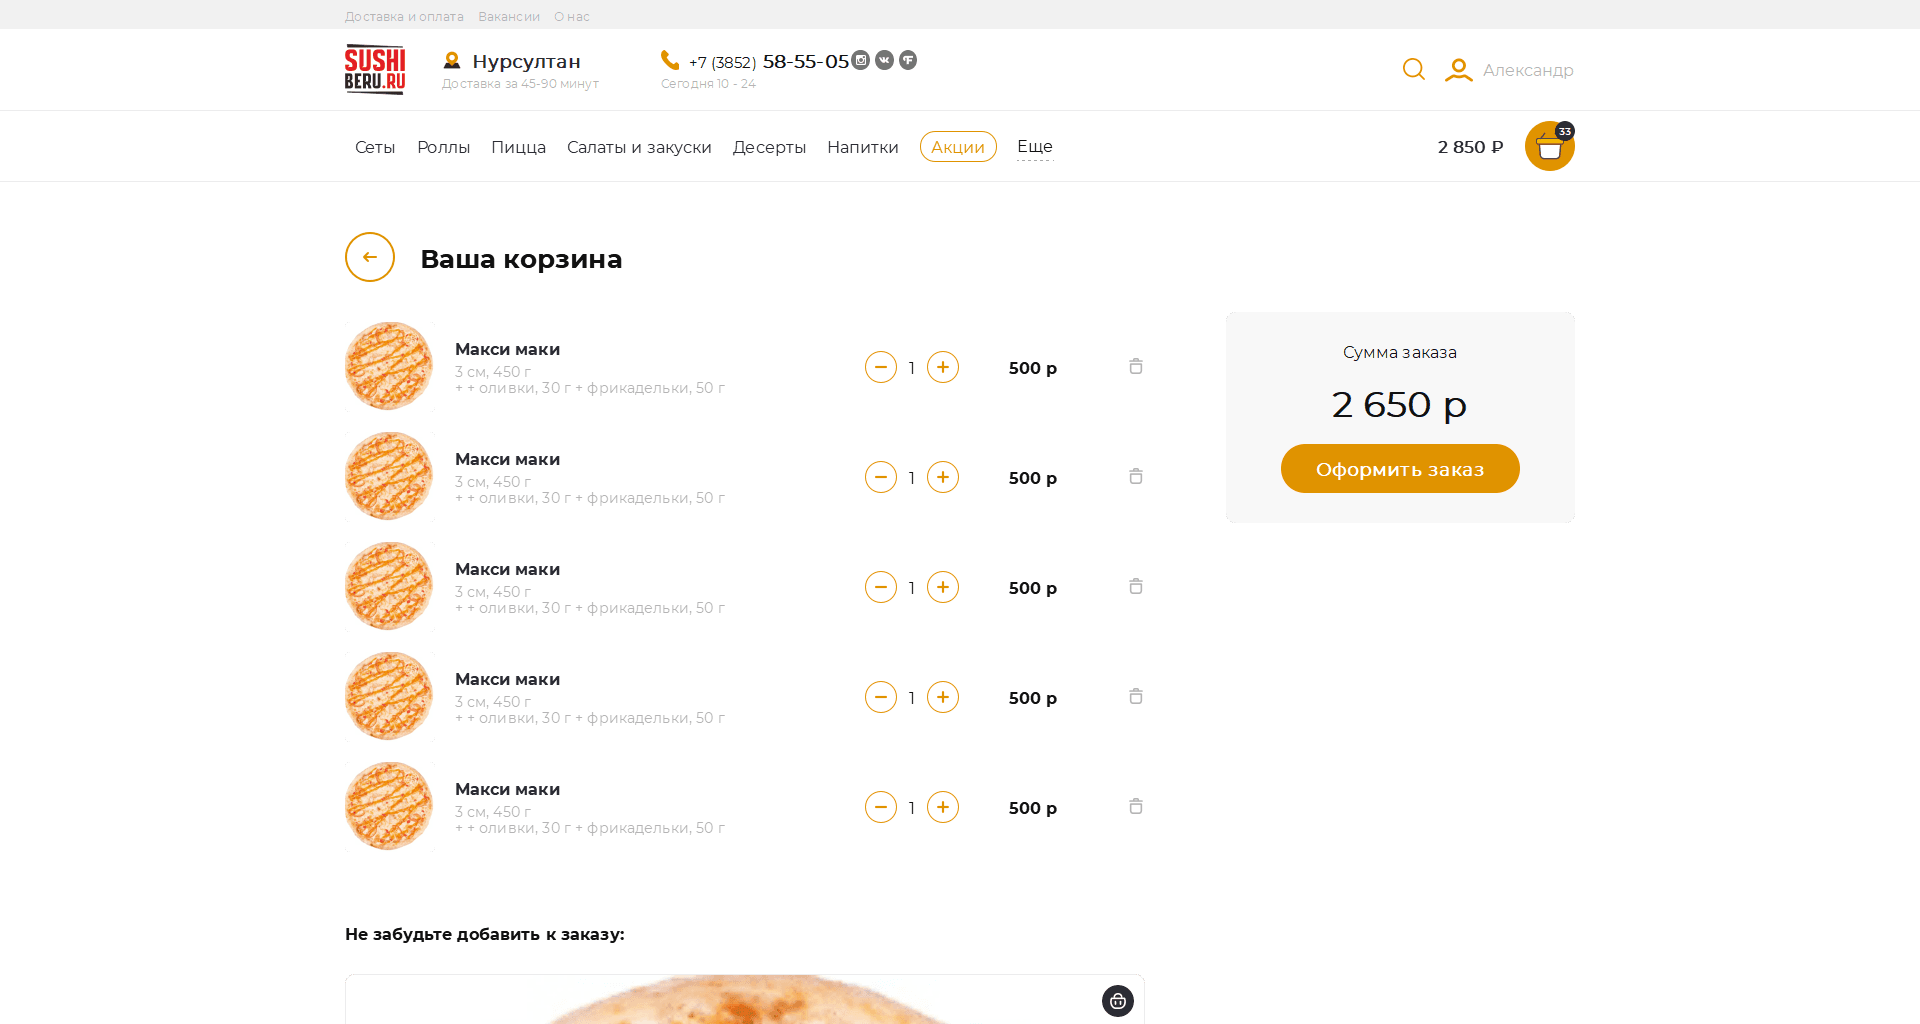 Доставка и оплата Вакансии О нас
SUSHI
BERU.RU
Нурсултан
Доставка за 45-90 минут
+7 (3852) 58-55-05
Сегодня 10 - 24
Александр
Сеты Роллы Пицца Салаты и закуски Десерты Напитки Акции Еще
2 850 ₽
33
Ваша корзина
Макси маки
3 см, 450 г
+ + оливки, 30 г + фрикадельки, 50 г
1
500 р
Макси маки
3 см, 450 г
+ + оливки, 30 г + фрикадельки, 50 г
1
500 р
Макси маки
3 см, 450 г
+ + оливки, 30 г + фрикадельки, 50 г
1
500 р
Макси маки
3 см, 450 г
+ + оливки, 30 г + фрикадельки, 50 г
1
500 р
Макси маки
3 см, 450 г
+ + оливки, 30 г + фрикадельки, 50 г
1
500 р
Сумма заказа
2 650 р
Оформить заказ
Не забудьте добавить к заказу: